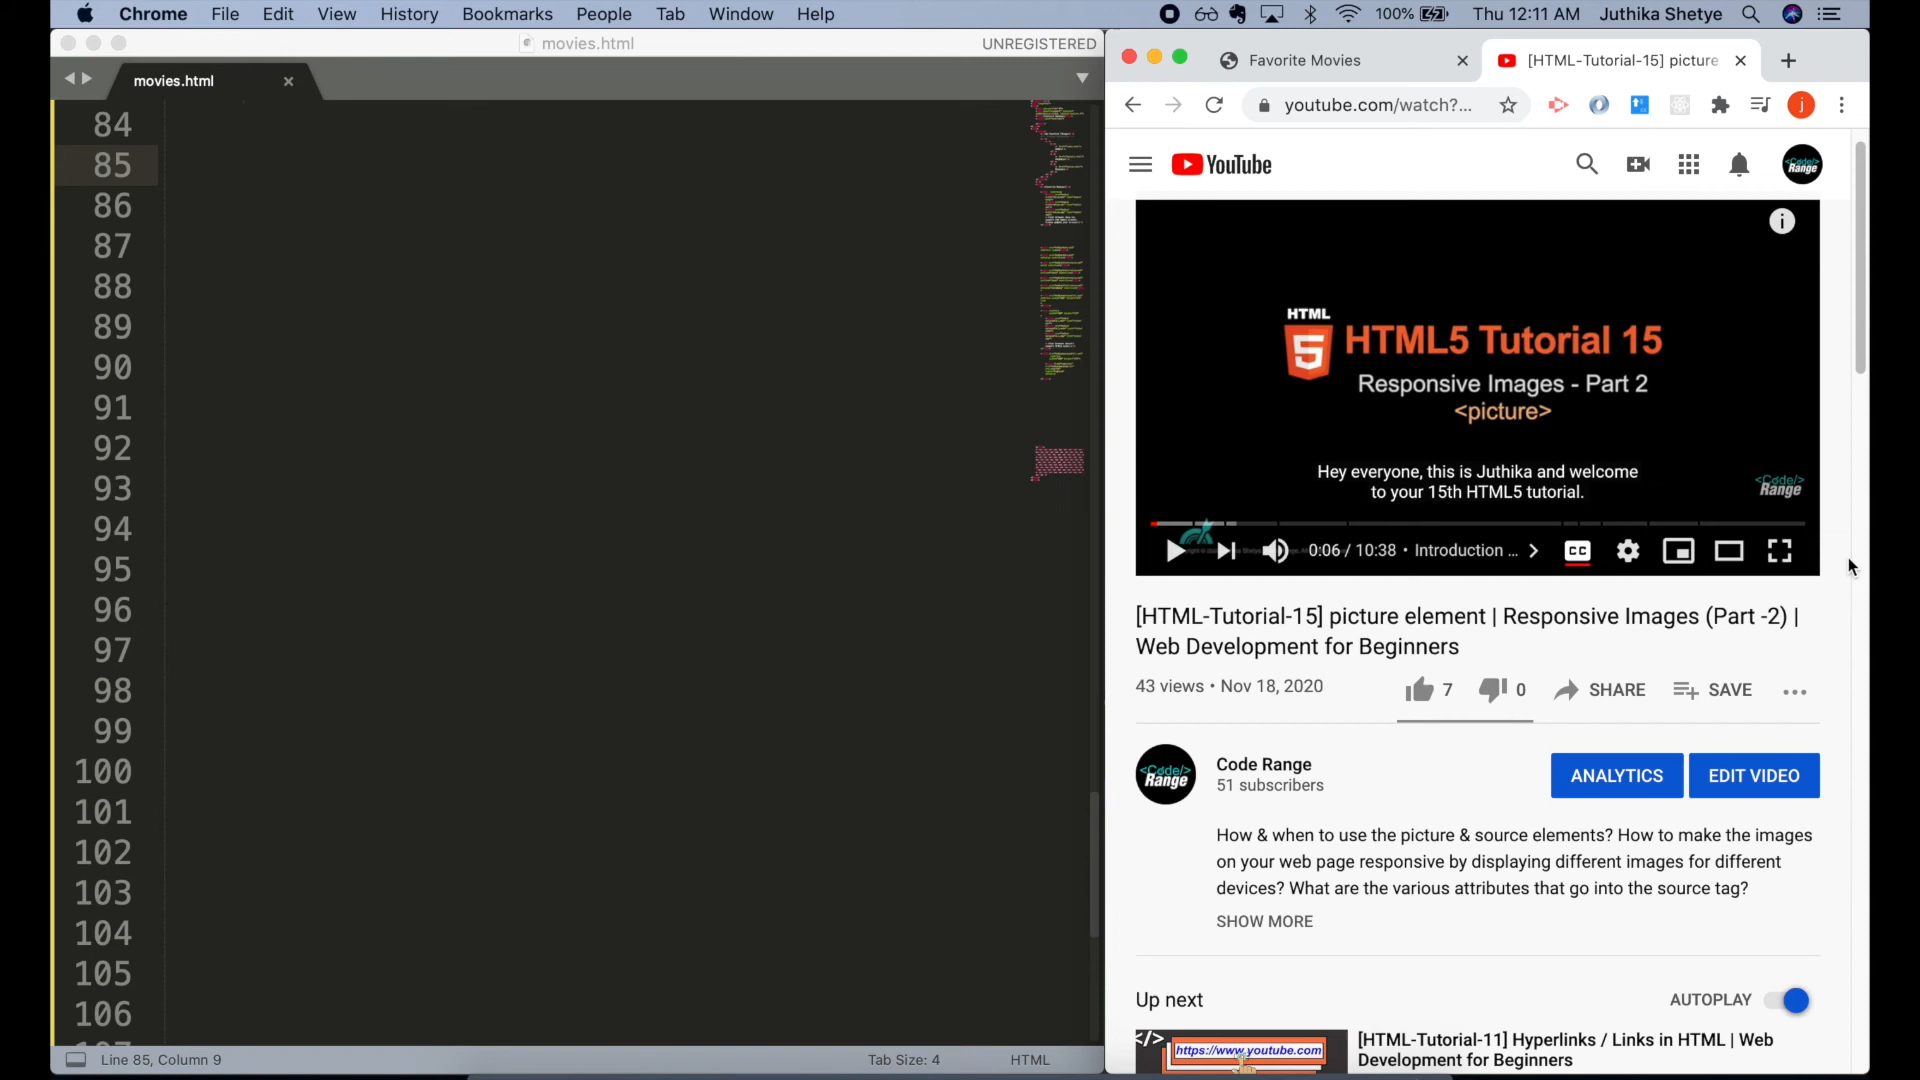 Chrome File Edit View History Bookmarks People Tab Window Help 100% Thu 12:11 AM Juthika Shetye
movies.html UNREGISTERED
movies.html
84
85
86
87
88
89
90
91
92
93
94
95
96
97
98
99
100
101
102
103
104
105
106
Line 85, Column 9 Tab Size: 4 HTML
Favorite Movies [HTML-Tutorial-15] picture
youtube.com/watch?... j
YouTube <Code/> Range
HTML
5 HTML5 Tutorial 15
Responsive Images - Part 2
<picture>
Hey everyone, this is Juthika and welcome
to your 15th HTML5 tutorial.
<Code/>
Range
0:06 / 10:38 • Introduction ... CC
[HTML-Tutorial-15] picture element | Responsive Images (Part -2) |
Web Development for Beginners
43 views • Nov 18, 2020 7 0 SHARE SAVE
<Code/>
Range
Code Range
51 subscribers
ANALYTICS EDIT VIDEO
How & when to use the picture & source elements? How to make the images
on your web page responsive by displaying different images for different
devices? What are the various attributes that go into the source tag?
SHOW MORE
Up next AUTOPLAY
</>
https://www.youtube.com
[HTML-Tutorial-11] Hyperlinks / Links in HTML | Web
Development for Beginners